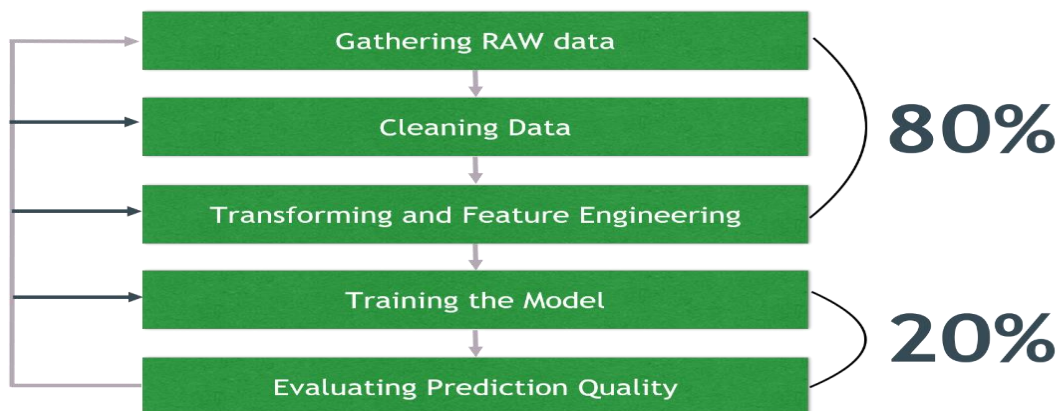 Gathering RAW data
Cleaning Data
80%
Transforming and Feature Engineering
Training the Model
20%
Evaluating Prediction Quality